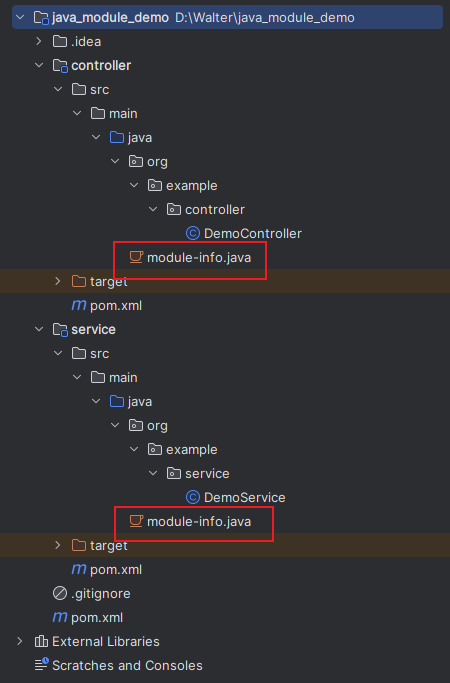 java_module_demo D:\Walter\java_module_demo
.idea
controller
src
main
java
org
example
controller
DemoController
module-info.java
target
pom.xml
service
src
main
java
org
example
service
DemoService
module-info.java
target
pom.xml
.gitignore
pom.xml
External Libraries
Scratches and Consoles